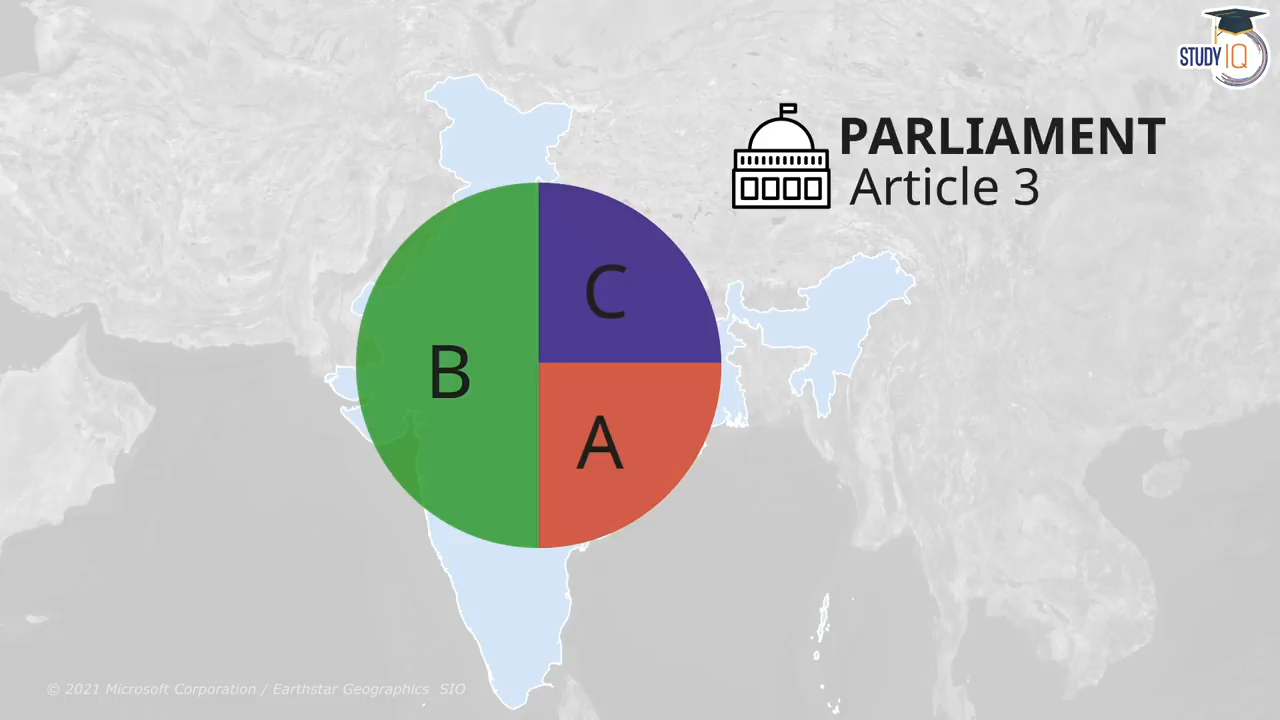 STUDY IQ
PARLIAMENT
Article 3
C
B
A
© 2021 Microsoft Corporation / Earthstar Geographics SIO